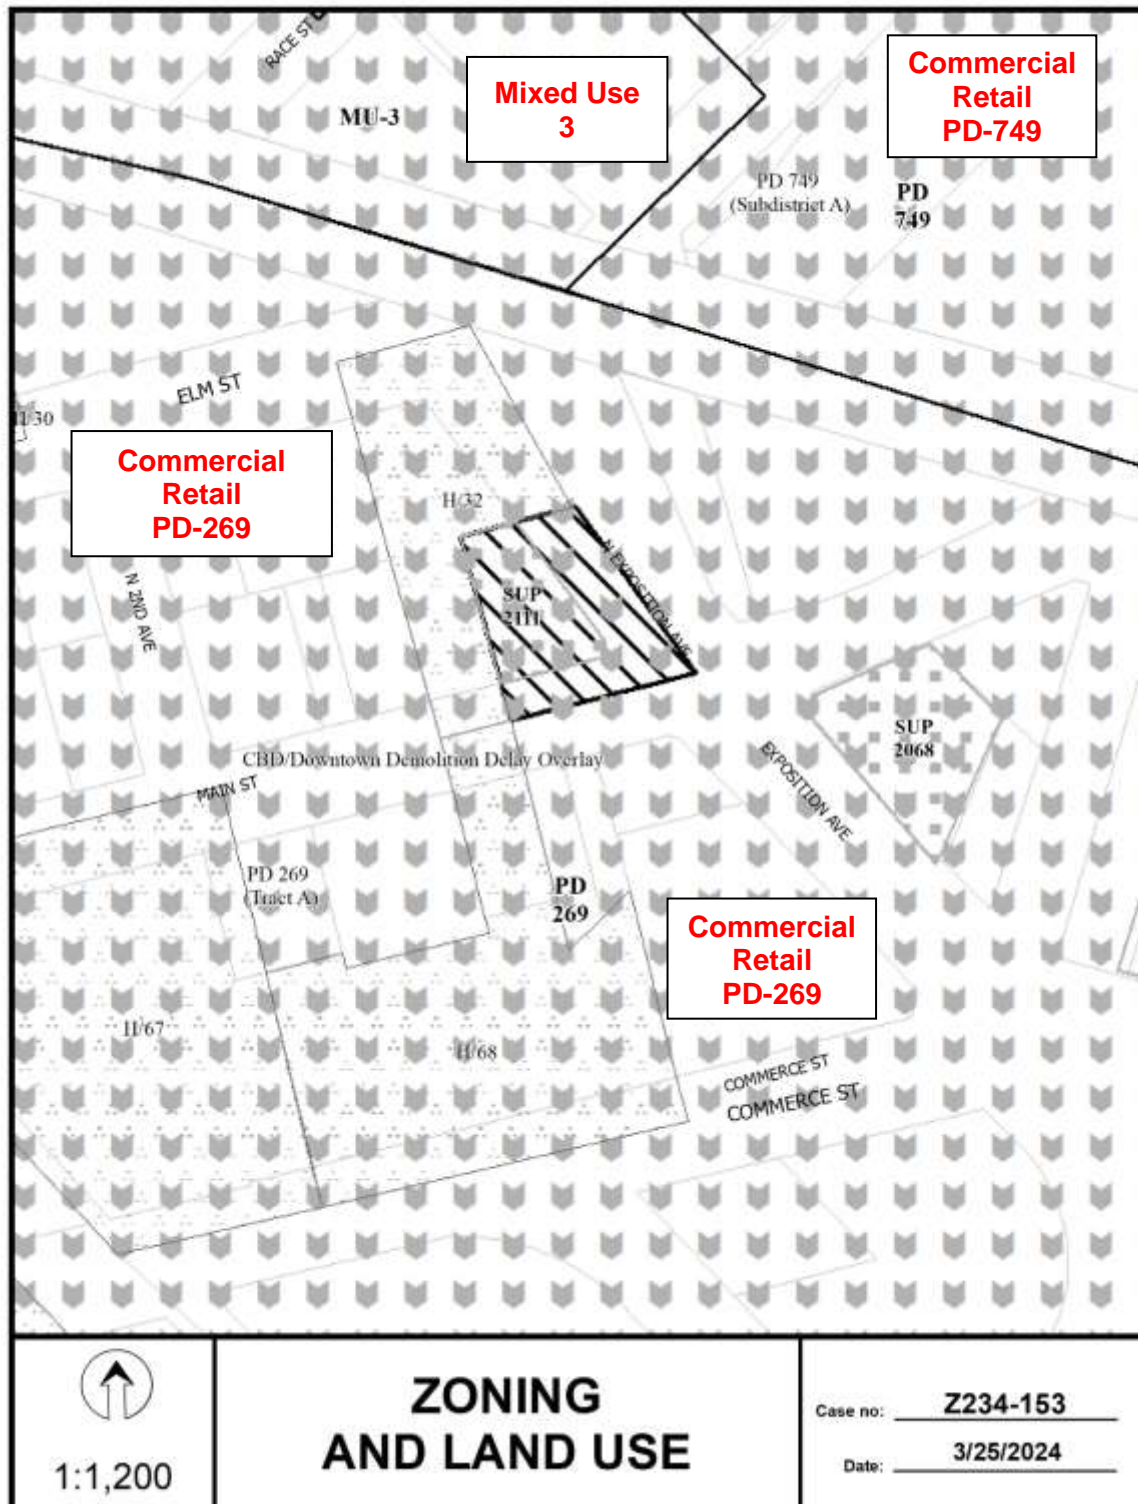 RACE ST
MU-3
Mixed Use
3
Commercial
Retail
PD-749
PD 749
(Subdistrict A)
PD
749
ELM ST
H/30
Commercial
Retail
PD-269
H/32
N EXPOSITION AVE
SUP
2111
N 2ND AVE
SUP
2068
CBD/Downtown Demolition Delay Overlay
EXPOSITION AVE
MAIN ST
PD 269
(Tract A)
PD
269
Commercial
Retail
PD-269
H/67
H/68
COMMERCE ST
COMMERCE ST
1:1,200
ZONING
AND LAND USE
Case no: Z234-153
Date: 3/25/2024